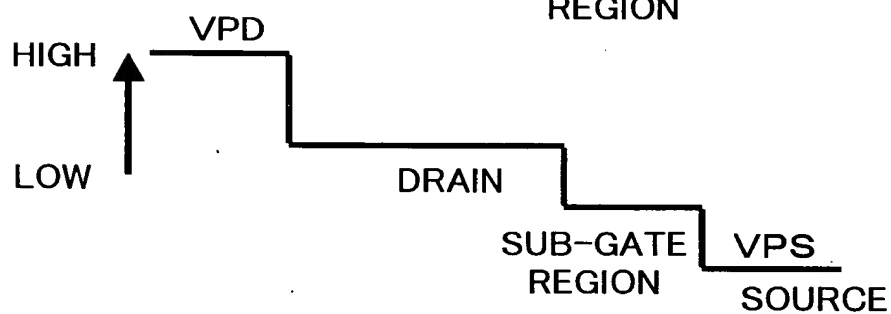 REGION
VPD
HIGH
LOW
DRAIN
SUB-GATE
REGION
VPS
SOURCE